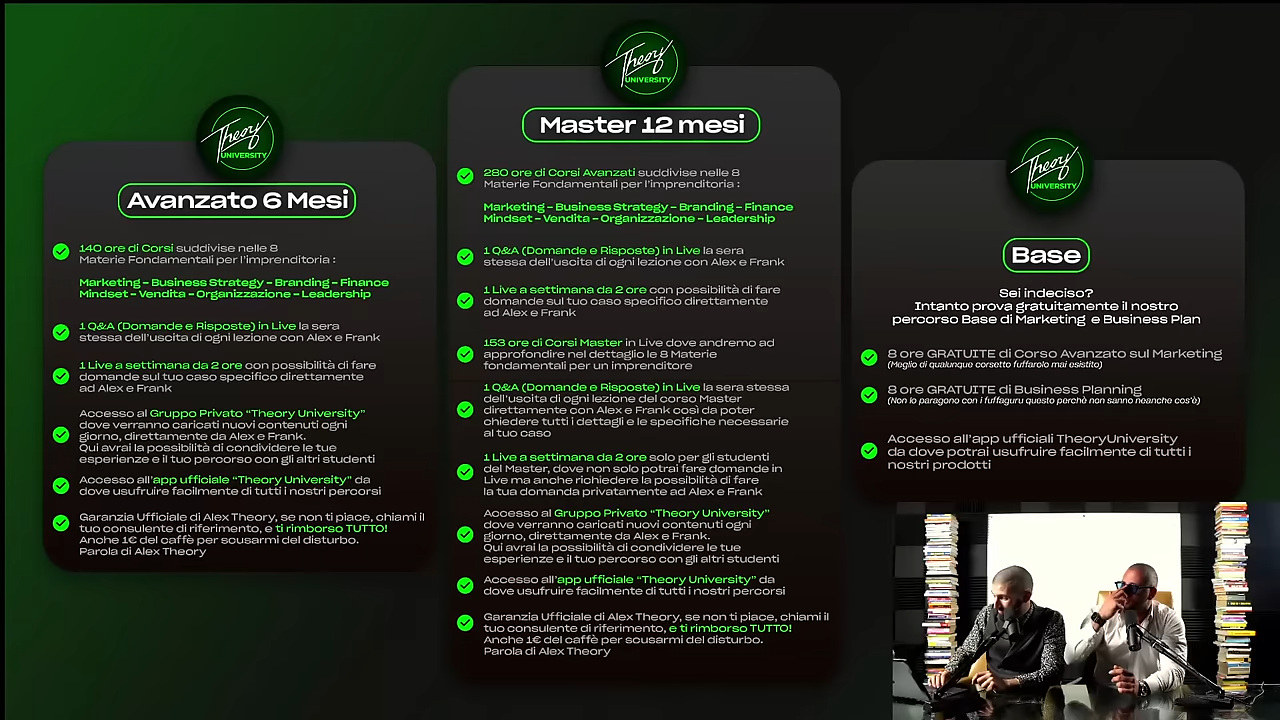 Theory
UNIVERSITY
Avanzato 6 Mesi
140 ore di Corsi suddivise nelle 8
Materie Fondamentali per l'imprenditoria :
Marketing - Business Strategy - Branding - Finance
Mindset - Vendita - Organizzazione - Leadership
1 Q&A (Domande e Risposte) in Live la sera
stessa dell'uscita di ogni lezione con Alex e Frank
1 Live a settimana da 2 ore con possibilità di fare
domande sul tuo caso specifico direttamente
ad Alex e Frank
Accesso al Gruppo Privato "Theory University"
dove verranno caricati nuovi contenuti ogni
giorno, direttamente da Alex e Frank.
Qui avrai la possibilità di condividere le tue
esperienze e il tuo percorso con gli altri studenti
Accesso all'app ufficiale "Theory University" da
dove usufruire facilmente di tutti i nostri percorsi
Garanzia Ufficiale di Alex Theory, se non ti piace, chiami il
tuo consulente di riferimento, e ti rimborso TUTTO!
Anche 1€ del caffè per scusarmi del disturbo.
Parola di Alex Theory
Theory
UNIVERSITY
Master 12 mesi
280 ore di Corsi Avanzati suddivise nelle 8
Materie Fondamentali per l'imprenditoria :
Marketing - Business Strategy - Branding - Finance
Mindset - Vendita - Organizzazione - Leadership
1 Q&A (Domande e Risposte) in Live la sera
stessa dell'uscita di ogni lezione con Alex e Frank
1 Live a settimana da 2 ore con possibilità di fare
domande sul tuo caso specifico direttamente
ad Alex e Frank
153 ore di Corsi Master in Live dove andremo ad
approfondire nel dettaglio le 8 Materie
fondamentali per un imprenditore
1 Q&A (Domande e Risposte) in Live la sera stessa
dell'uscita di ogni lezione del corso Master
direttamente con Alex e Frank così da poter
chiedere tutti i dettagli e le specifiche necessarie
al tuo caso
1 Live a settimana da 2 ore solo per gli studenti
del Master, dove non solo potrai fare domande in
Live ma anche richiedere la possibilità di fare
la tua domanda privatamente ad Alex e Frank
Accesso al Gruppo Privato "Theory University"
dove verranno caricati nuovi contenuti ogni
giorno, direttamente da Alex e Frank.
Qui avrai la possibilità di condividere le tue
esperienze e il tuo percorso con gli altri studenti
Accesso all'app ufficiale "Theory University" da
dove usufruire facilmente di tutti i nostri percorsi
Garanzia Ufficiale di Alex Theory, se non ti piace, chiami il
tuo consulente di riferimento, e ti rimborso TUTTO!
Anche 1€ del caffè per scusarmi del disturbo.
Parola di Alex Theory
Theory
UNIVERSITY
Base
Sei indeciso?
Intanto prova gratuitamente il nostro
percorso Base di Marketing e Business Plan
8 ore GRATUITE di Corso Avanzato sul Marketing
(Meglio di qualunque corsetto fuffarolo mai esistito)
8 ore GRATUITE di Business Planning
(Non lo paragono con i fuffaguru questo perchè non sanno neanche cos'è)
Accesso all'app ufficiali TheoryUniversity
da dove potrai usufruire facilmente di tutti i
nostri prodotti